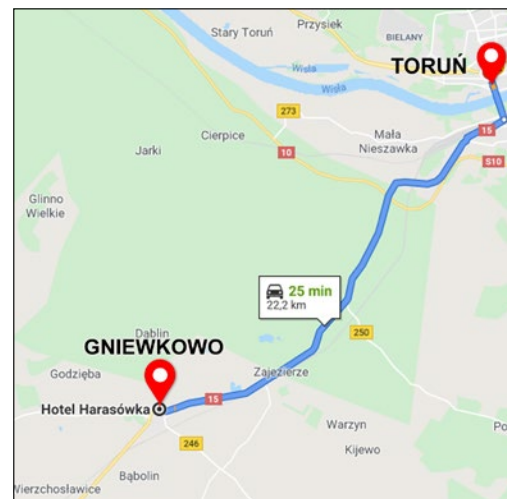 Przysiek
Stary Toruń
BIELANY
TORUŃ
Wisła
Wisła
273
Cierpice
Mała
Nieszawka
15
Jarki
10
S10
Glinno
Wielkie
25 min
22,2 km
Dąblin
250
GNIEWKOWO
Godzięba
Zajezierze
Hotel Harasówka
15
Warzyn
246
Kijewo
Bąbolin
Wierzchosławice